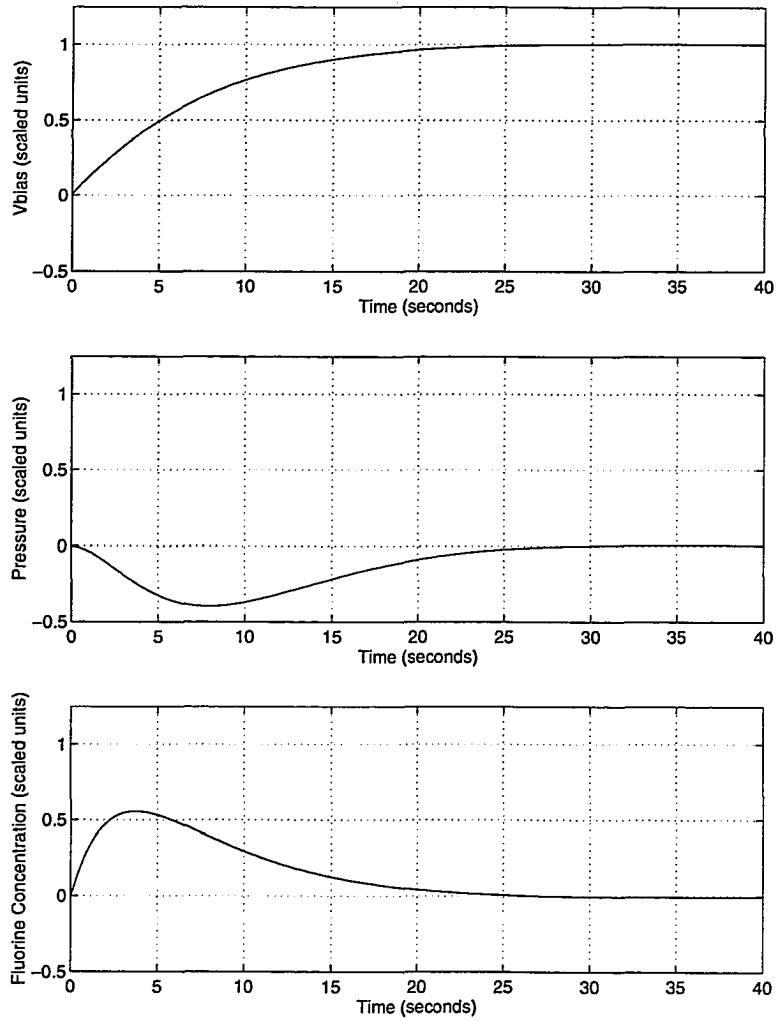 Vbias (scaled units)
1
0.5
0
−0.5
0 5 10 15 20 25 30 35 40
Time (seconds)
Pressure (scaled units)
1
0.5
0
−0.5
0 5 10 15 20 25 30 35 40
Time (seconds)
Fluorine Concentration (scaled units)
1
0.5
0
−0.5
0 5 10 15 20 25 30 35 40
Time (seconds)